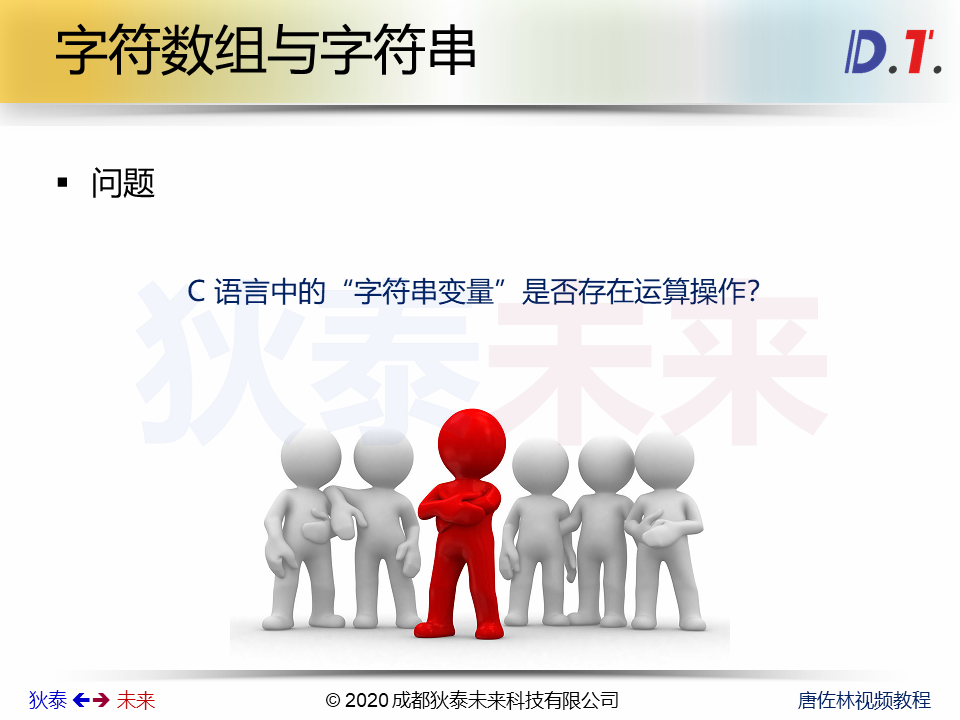 字符数组与字符串
D.T.
▪ 问题
C 语言中的“字符串变量”是否存在运算操作？
狄泰未来
狄泰 🡸🡺 未来
© 2020 成都狄泰未来科技有限公司
唐佐林视频教程